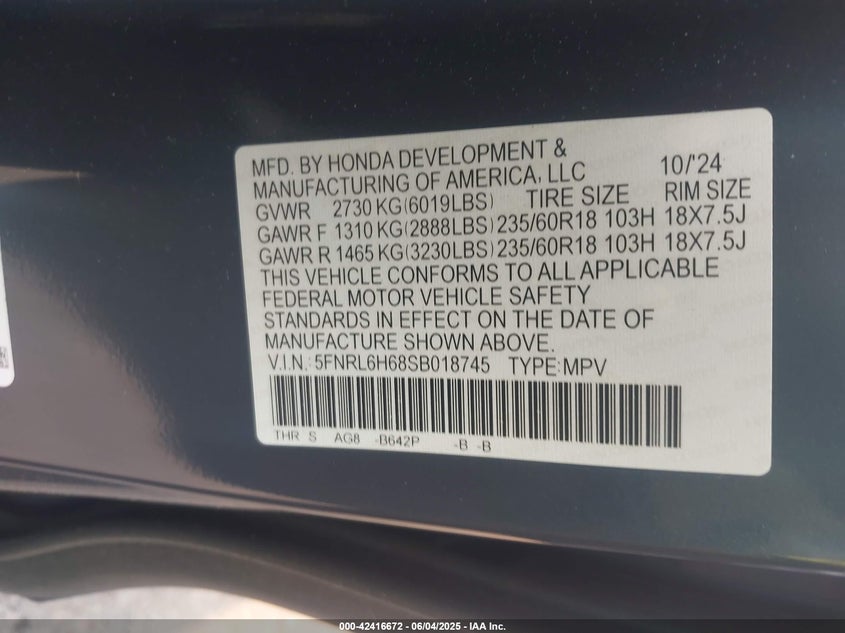 MFD. BY HONDA DEVELOPMENT &
MANUFACTURING OF AMERICA, LLC 10/'24
GVWR 2730 KG(6019LBS) TIRE SIZE RIM SIZE
GAWR F 1310 KG(2888LBS) 235/60R18 103H 18X7.5J
GAWR R 1465 KG(3230LBS) 235/60R18 103H 18X7.5J
THIS VEHICLE CONFORMS TO ALL APPLICABLE
FEDERAL MOTOR VEHICLE SAFETY
STANDARDS IN EFFECT ON THE DATE OF
MANUFACTURE SHOWN ABOVE.
V.I.N.: 5FNRL6H68SB018745 TYPE: MPV
THR S AG8 -B642P -B -B
000-42416672 - 06/04/2025 - IAA Inc.